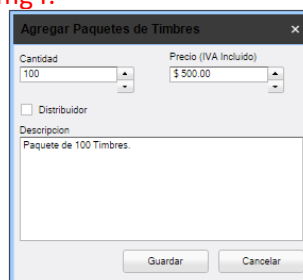 Agregar Paquetes de Timbres
Cantidad Precio (IVA Incluido)
100 $ 500.00
Distribuidor
Descripcion
Paquete de 100 Timbres.
Guardar Cancelar